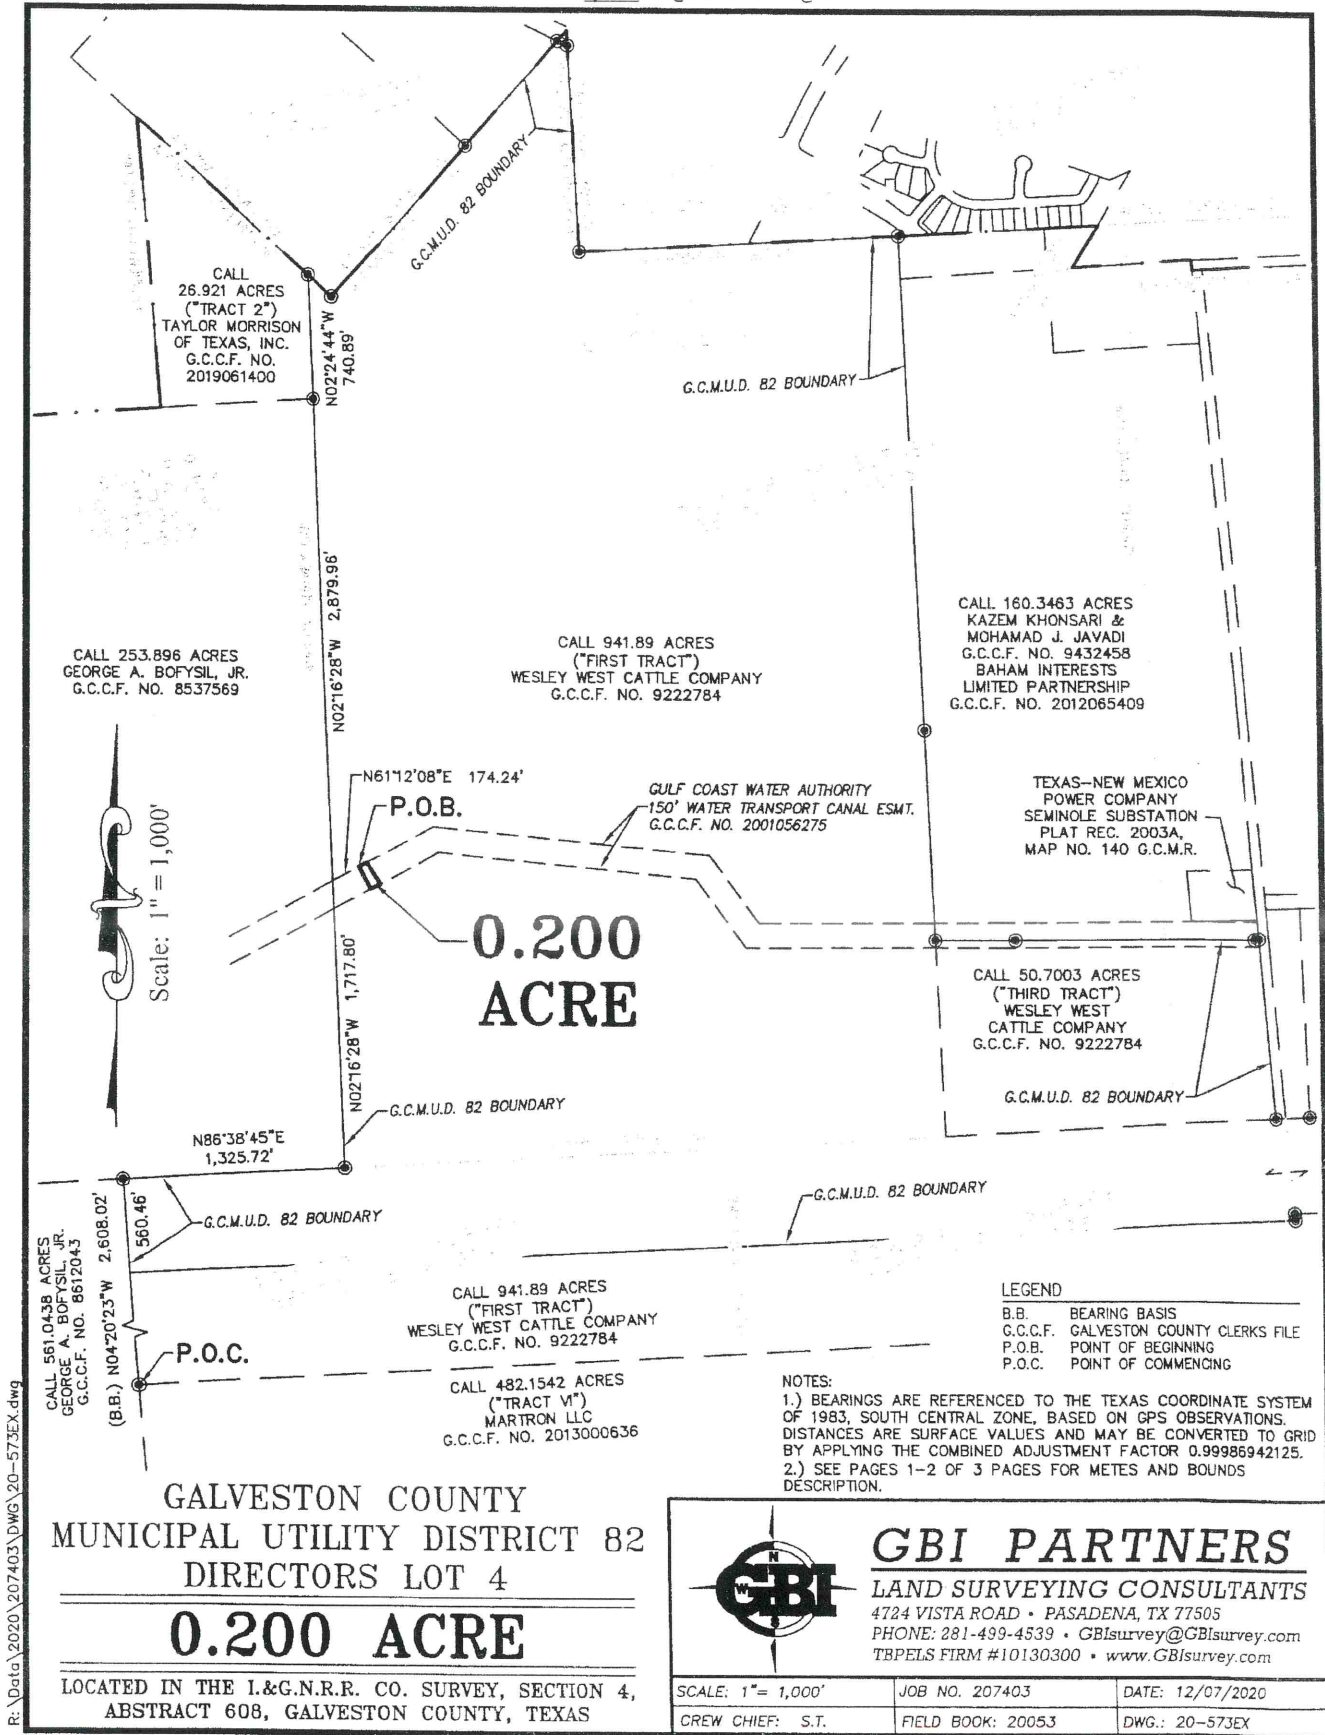 G.C.M.U.D. 82 BOUNDARY
CALL
26.921 ACRES
("TRACT 2")
TAYLOR MORRISON
OF TEXAS, INC.
G.C.C.F. NO.
2019061400
N02°24'44"W
740.89'
G.C.M.U.D. 82 BOUNDARY
N02°16'28"W 2,879.96'
CALL 253.896 ACRES
GEORGE A. BOFYSIL, JR.
G.C.C.F. NO. 8537569
CALL 941.89 ACRES
("FIRST TRACT")
WESLEY WEST CATTLE COMPANY
G.C.C.F. NO. 9222784
CALL 160.3463 ACRES
KAZEM KHONSARI &
MOHAMAD J. JAVADI
G.C.C.F. NO. 9432458
BAHAM INTERESTS
LIMITED PARTNERSHIP
G.C.C.F. NO. 2012065409
N61°12'08"E 174.24'
P.O.B.
GULF COAST WATER AUTHORITY
150' WATER TRANSPORT CANAL ESMT.
G.C.C.F. NO. 2001056275
TEXAS-NEW MEXICO
POWER COMPANY
SEMINOLE SUBSTATION
PLAT REC. 2003A,
MAP NO. 140 G.C.M.R.
Scale: 1" = 1,000'
0.200
ACRE
N02°16'28"W 1,717.80'
CALL 50.7003 ACRES
("THIRD TRACT")
WESLEY WEST
CATTLE COMPANY
G.C.C.F. NO. 9222784
G.C.M.U.D. 82 BOUNDARY
G.C.M.U.D. 82 BOUNDARY
N86°38'45"E
1,325.72'
G.C.M.U.D. 82 BOUNDARY
G.C.M.U.D. 82 BOUNDARY
CALL 561.0438 ACRES
GEORGE A. BOFYSIL, JR.
G.C.C.F. NO. 8612043
(B.B.) N04°20'23"W 2,608.02'
560.46'
P.O.C.
CALL 941.89 ACRES
("FIRST TRACT")
WESLEY WEST CATTLE COMPANY
G.C.C.F. NO. 9222784
CALL 482.1542 ACRES
("TRACT VI")
MARTRON LLC
G.C.C.F. NO. 2013000636
LEGEND
B.B. BEARING BASIS
G.C.C.F. GALVESTON COUNTY CLERKS FILE
P.O.B. POINT OF BEGINNING
P.O.C. POINT OF COMMENCING
NOTES:
1.) BEARINGS ARE REFERENCED TO THE TEXAS COORDINATE SYSTEM
OF 1983, SOUTH CENTRAL ZONE, BASED ON GPS OBSERVATIONS.
DISTANCES ARE SURFACE VALUES AND MAY BE CONVERTED TO GRID
BY APPLYING THE COMBINED ADJUSTMENT FACTOR 0.99986942125.
2.) SEE PAGES 1-2 OF 3 PAGES FOR METES AND BOUNDS
DESCRIPTION.
R:\Data\2020\207403\DWG\20-573EX.dwg
GALVESTON COUNTY
MUNICIPAL UTILITY DISTRICT 82
DIRECTORS LOT 4
0.200 ACRE
LOCATED IN THE I.&G.N.R.R. CO. SURVEY, SECTION 4,
ABSTRACT 608, GALVESTON COUNTY, TEXAS
N
W
GBI
S
GBI PARTNERS
LAND SURVEYING CONSULTANTS
4724 VISTA ROAD • PASADENA, TX 77505
PHONE: 281-499-4539 • GBIsurvey@GBIsurvey.com
TBPELS FIRM #10130300 • www.GBIsurvey.com
SCALE: 1"= 1,000' JOB NO. 207403 DATE: 12/07/2020
CREW CHIEF: S.T. FIELD BOOK: 20053 DWG.: 20-573EX